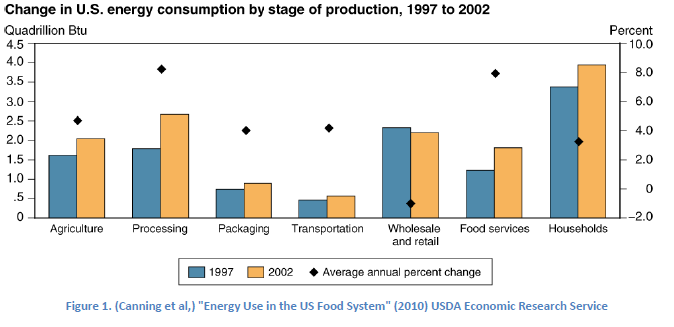 Change in U.S. energy consumption by stage of production, 1997 to 2002
Quadrillion Btu Percent
4.5 10.0
4.0 8.0
3.5
3.0 6.0
2.5
2.0 4.0
1.5 2.0
1.0
.5 0
0 –2.0
Agriculture Processing Packaging Transportation Wholesale and retail Food services Households
1997 2002 Average annual percent change
Figure 1. (Canning et al,) "Energy Use in the US Food System" (2010) USDA Economic Research Service